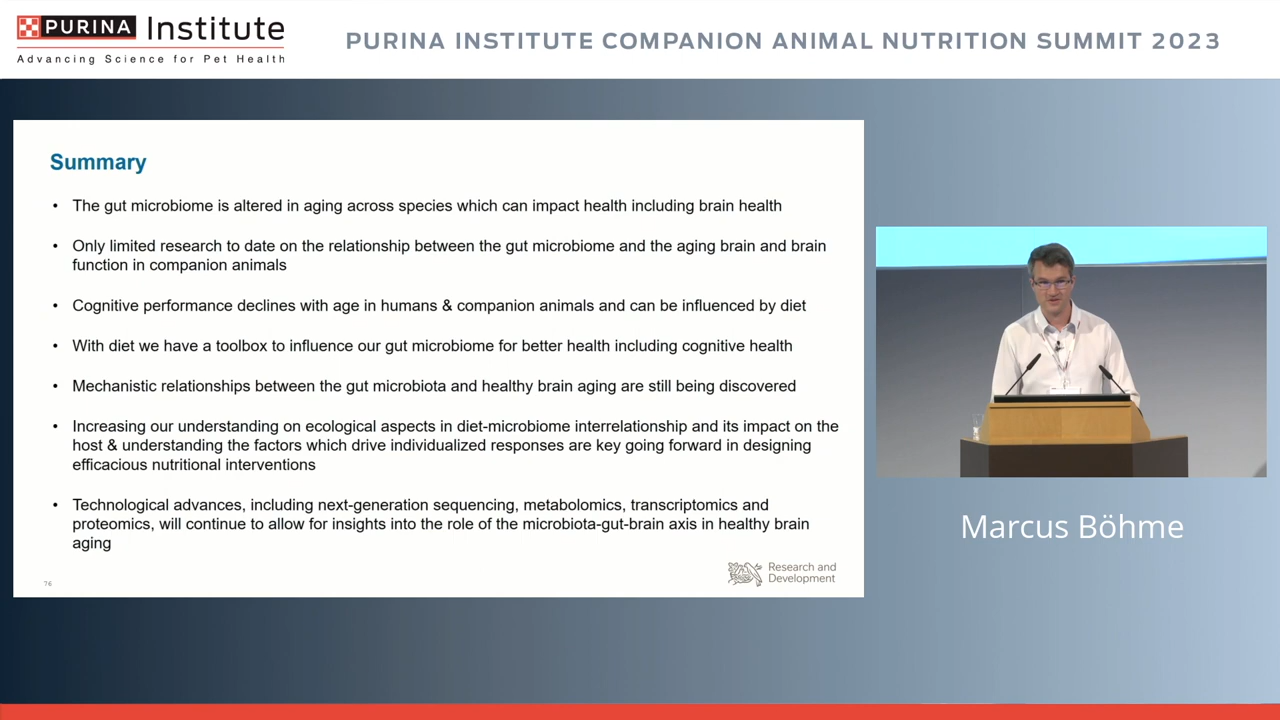 PURINA Institute
Advancing Science for Pet Health
PURINA INSTITUTE COMPANION ANIMAL NUTRITION SUMMIT 2023
Summary
• The gut microbiome is altered in aging across species which can impact health including brain health
• Only limited research to date on the relationship between the gut microbiome and the aging brain and brain
function in companion animals
• Cognitive performance declines with age in humans & companion animals and can be influenced by diet
• With diet we have a toolbox to influence our gut microbiome for better health including cognitive health
• Mechanistic relationships between the gut microbiota and healthy brain aging are still being discovered
• Increasing our understanding on ecological aspects in diet-microbiome interrelationship and its impact on the
host & understanding the factors which drive individualized responses are key going forward in designing
efficacious nutritional interventions
• Technological advances, including next-generation sequencing, metabolomics, transcriptomics and
proteomics, will continue to allow for insights into the role of the microbiota-gut-brain axis in healthy brain
aging
76
Research and
Development
Marcus Böhme